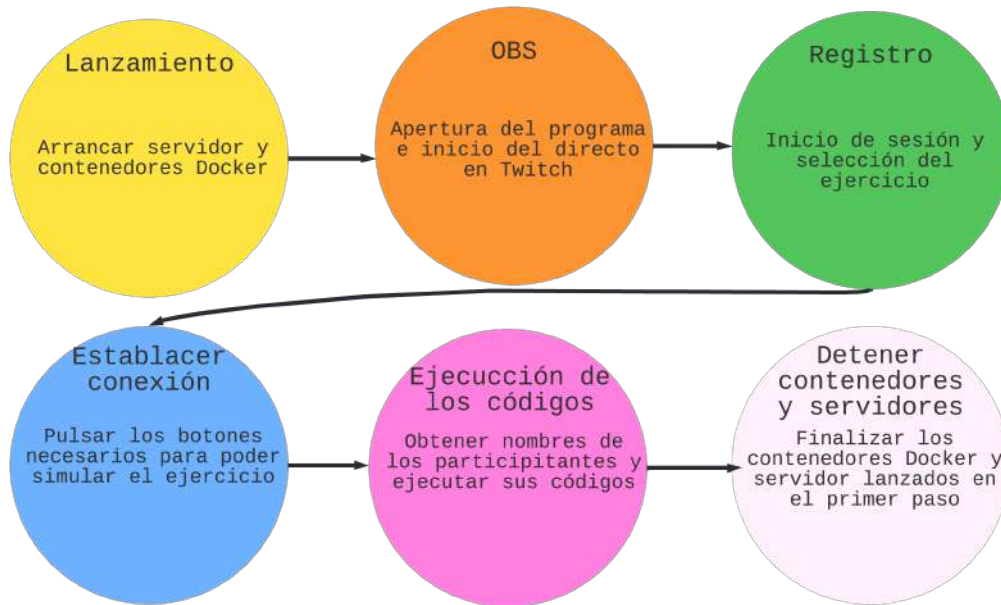 Lanzamiento
Arrancar servidor y
contenedores Docker
OBS
Apertura del programa
e inicio del directo
en Twitch
Registro
Inicio de sesión y
selección del
ejercicio
Establacer
conexión
Pulsar los botones
necesarios para poder
simular el ejercicio
Ejecucción de
los códigos
Obtener nombres de
los participitantes y
ejecutar sus códigos
Detener
contenedores
y servidores
Finalizar los
contenedores Docker y
servidor lanzados en
el primer paso